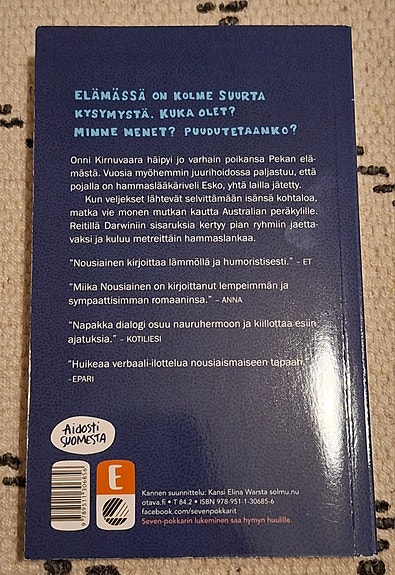 ELÄMÄSSÄ ON KOLME SUURTA
KYSYMYSTÄ. KUKA OLET?
MINNE MENET? PUUDUTETAANKO?
Onni Kirnuvaara häipyi jo varhain poikansa Pekan elä-
mästä. Vuosia myöhemmin juurihoidossa paljastuu, että
pojalla on hammaslääkäriveli Esko, yhtä lailla jätetty.
Kun veljekset lähtevät selvittämään isänsä kohtaloa,
matka vie monen mutkan kautta Australian peräkylille.
Reitillä Darwiniin sisaruksia kertyy pian ryhmiin jaetta-
vaksi ja kuluu metreittäin hammaslankaa.
"Nousiainen kirjoittaa lämmöllä ja humoristisesti." – ET
"Miika Nousiainen on kirjoittanut lempeimmän ja
sympaattisimman romaaninsa." – ANNA
"Napakka dialogi osuu nauruhermoon ja kiillottaa esiin
ajatuksia." – KOTILIESI
"Huikeaa verbaali-ilottelua nousiaismaiseen tapaan."
– EPARI
Aidosti
SUOMESTA
9 789511 306856
E
Kannen suunnittelu: Kansi Elina Warsta solmu.nu
otava.fi • T 84.2 • ISBN 978-951-1-30685-6
facebook.com/sevenpokkarit
Seven-pokkarin lukeminen saa hymyn huulille.